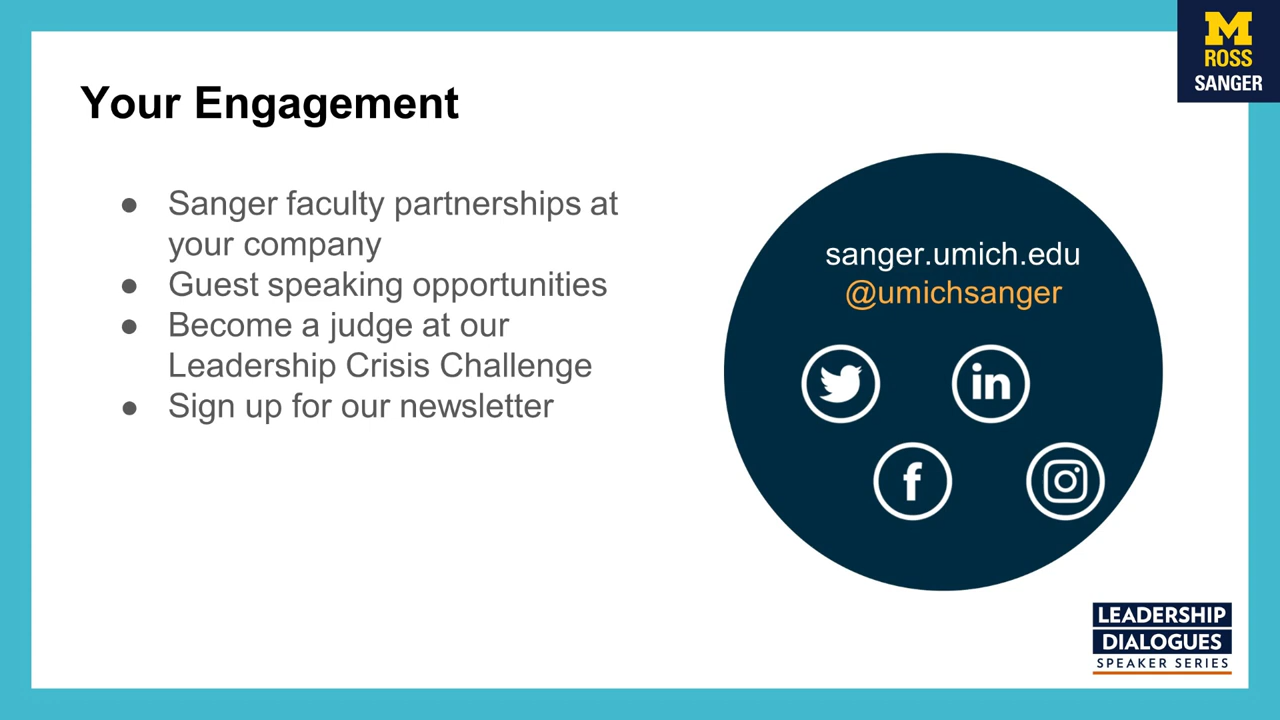 M
ROSS
SANGER
Your Engagement
● Sanger faculty partnerships at
your company
● Guest speaking opportunities
● Become a judge at our
Leadership Crisis Challenge
● Sign up for our newsletter
sanger.umich.edu
@umichsanger
in
f
LEADERSHIP
DIALOGUES
SPEAKER SERIES